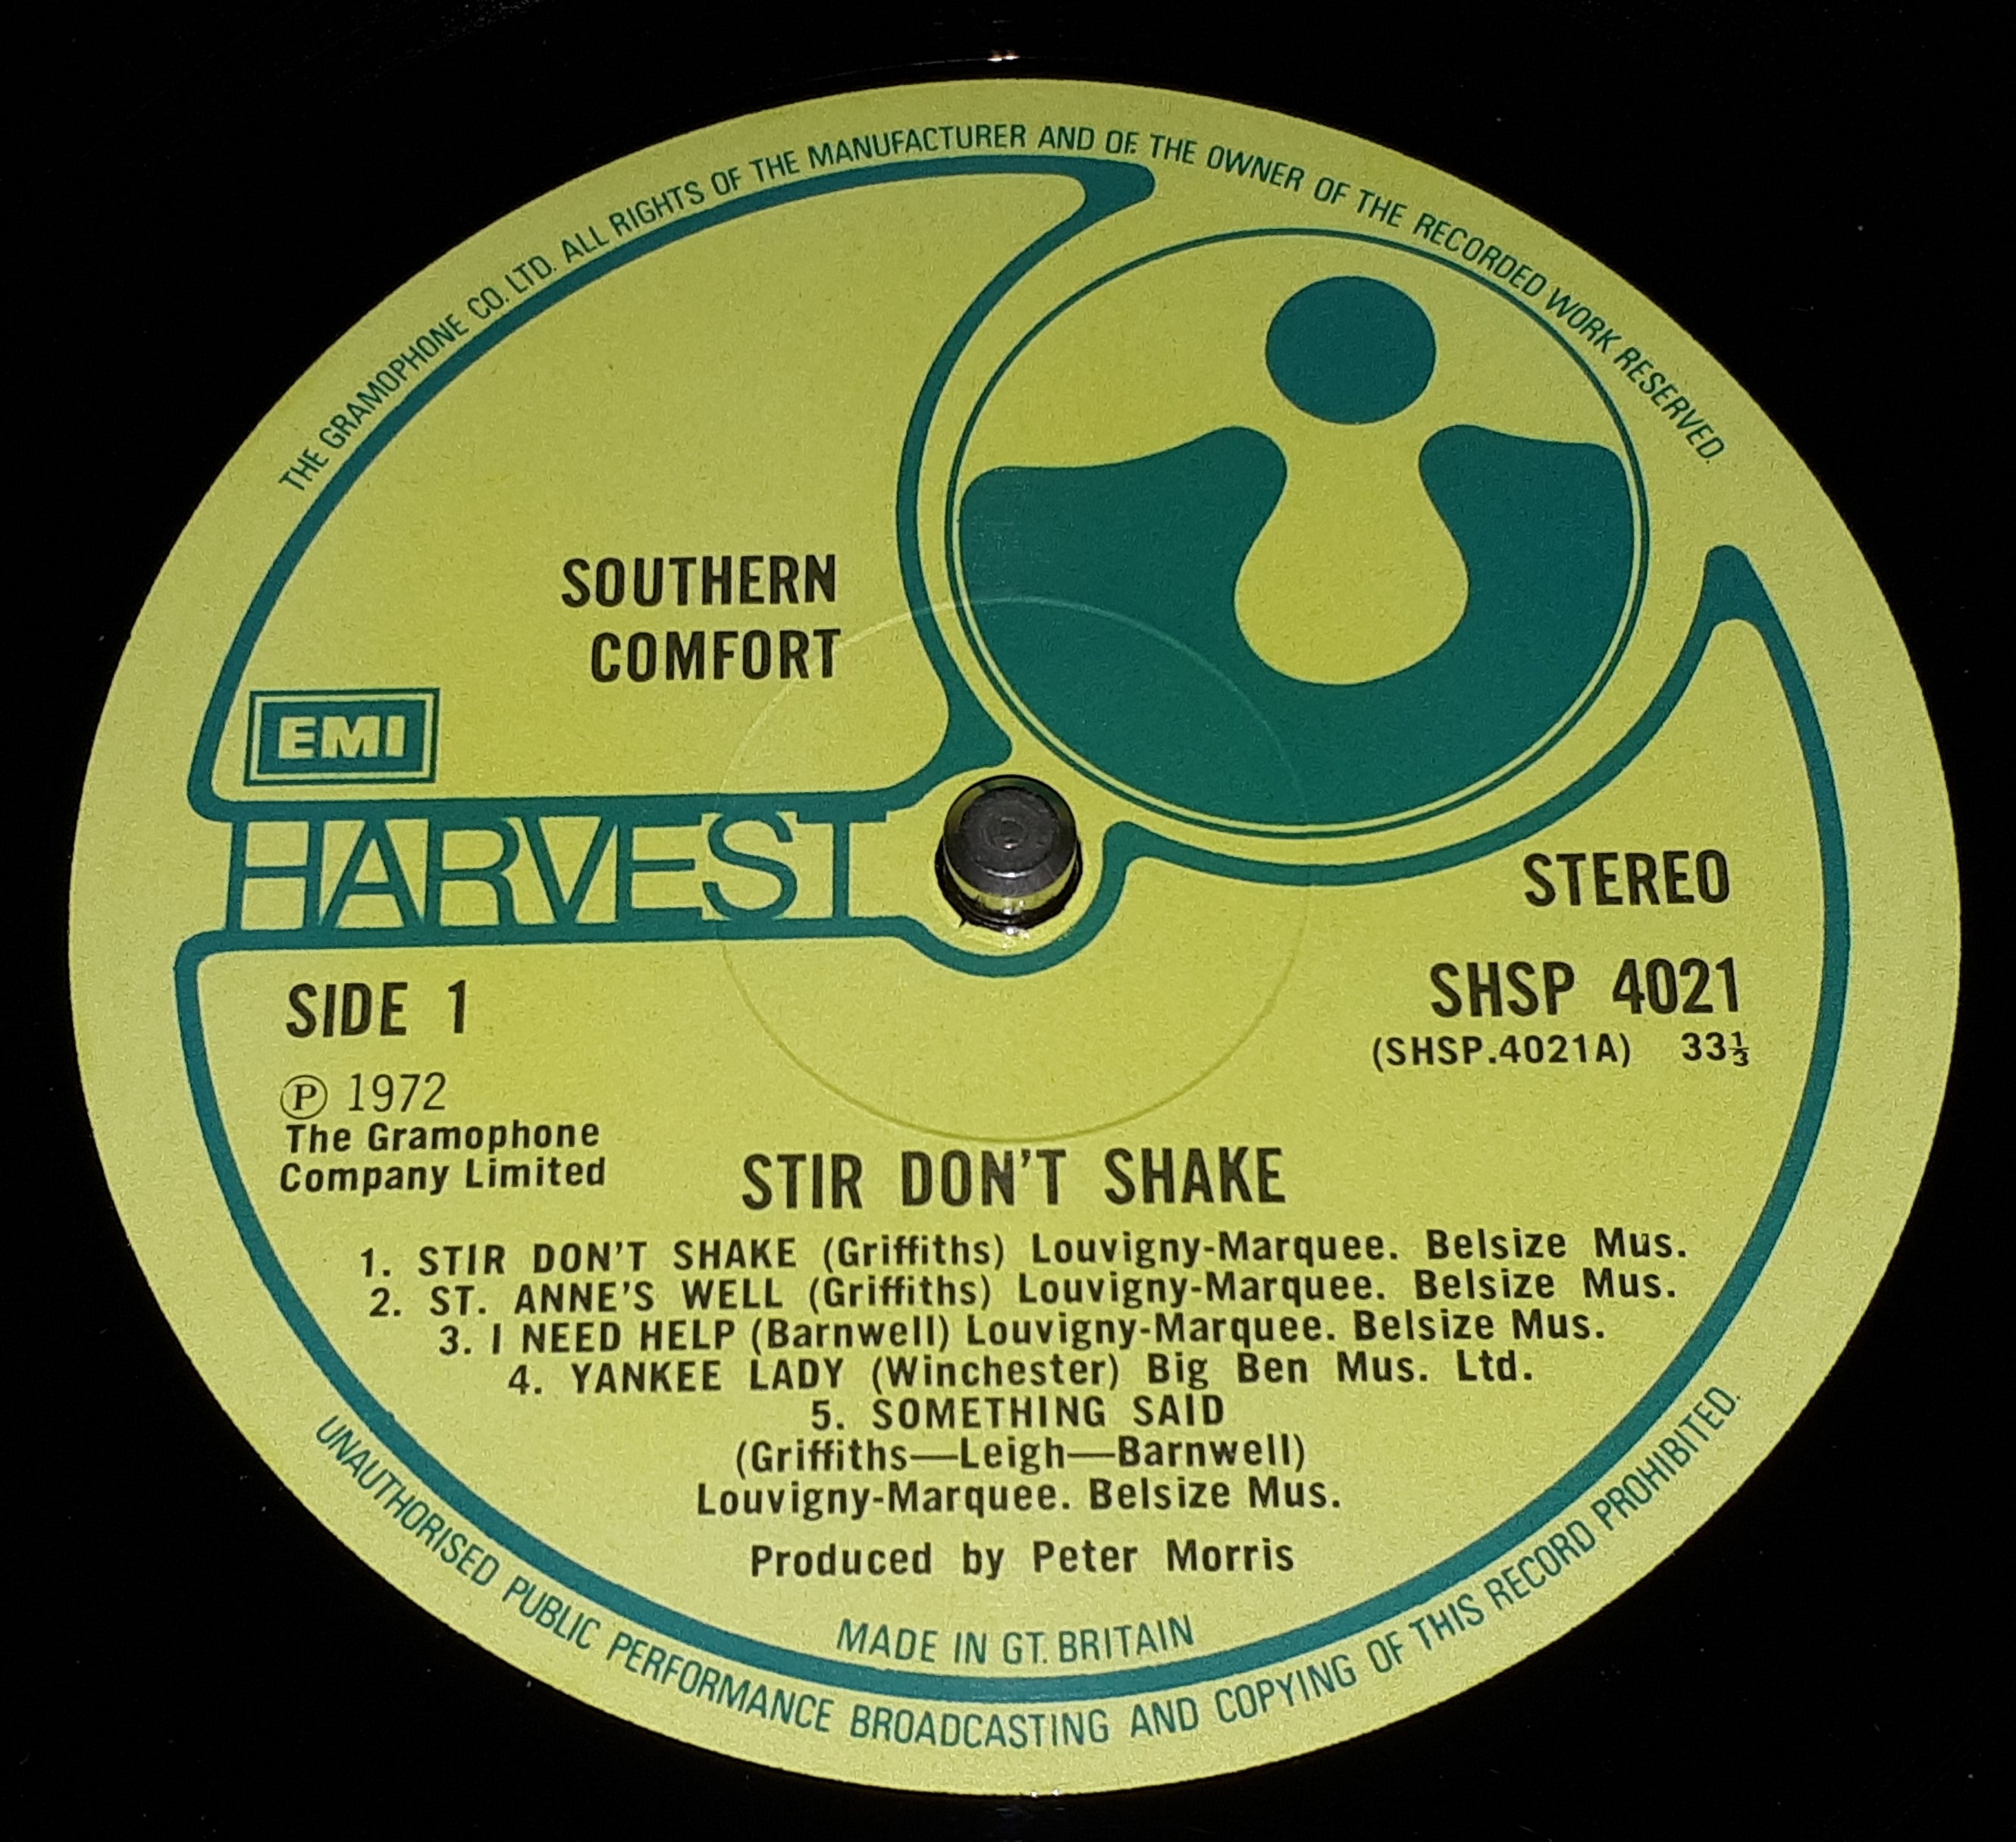 THE GRAMOPHONE CO. LTD. ALL RIGHTS OF THE MANUFACTURER AND OF THE OWNER OF THE RECORDED WORK RESERVED.
SOUTHERN
COMFORT
EMI
HARVEST
STEREO
SIDE 1
SHSP 4021
(SHSP.4021A) 33⅓
Ⓟ 1972
The Gramophone
Company Limited
STIR DON'T SHAKE
1. STIR DON'T SHAKE (Griffiths) Louvigny-Marquee. Belsize Mus.
2. ST. ANNE'S WELL (Griffiths) Louvigny-Marquee. Belsize Mus.
3. I NEED HELP (Barnwell) Louvigny-Marquee. Belsize Mus.
4. YANKEE LADY (Winchester) Big Ben Mus. Ltd.
5. SOMETHING SAID
(Griffiths—Leigh—Barnwell)
Louvigny-Marquee. Belsize Mus.
Produced by Peter Morris
MADE IN GT. BRITAIN
UNAUTHORISED PUBLIC PERFORMANCE BROADCASTING AND COPYING OF THIS RECORD PROHIBITED.